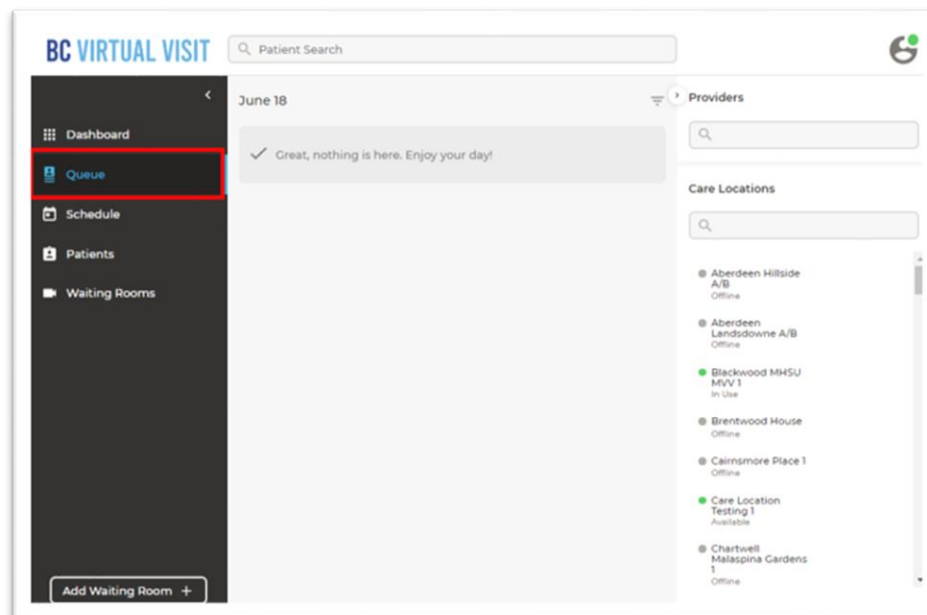 BC VIRTUAL VISIT
Patient Search
Dashboard
Queue
Schedule
Patients
Waiting Rooms
Add Waiting Room +
June 18
Great, nothing is here. Enjoy your day!
Providers
Care Locations
Aberdeen Hillside
A/B
Offline
Aberdeen
Landsdowne A/B
Offline
Blackwood MHSU
MVV 1
In Use
Brentwood House
Offline
Cairnsmore Place 1
Offline
Care Location
Testing 1
Available
Chartwell
Malaspina Gardens
1
Offline